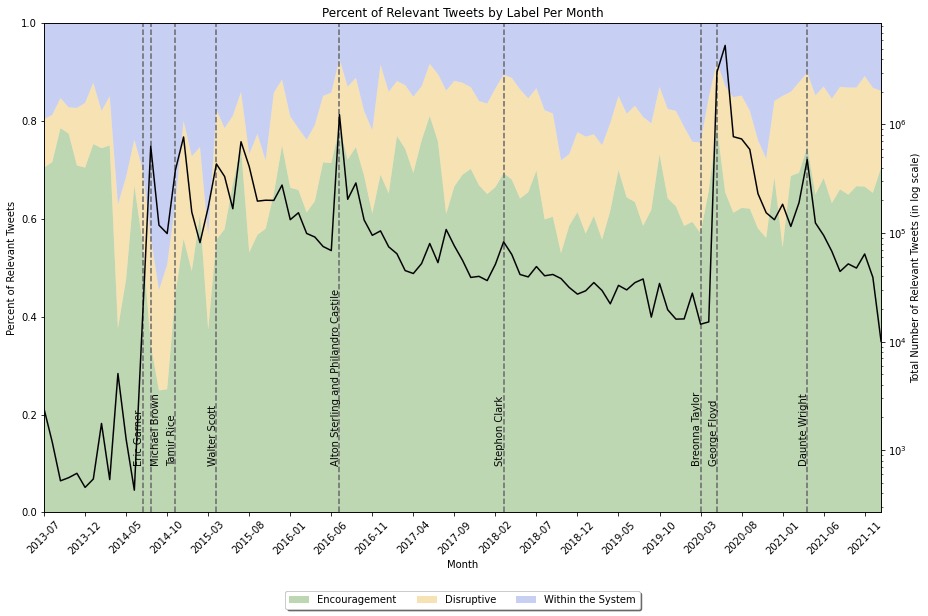 Percent of Relevant Tweets by Label Per Month
Percent of Relevant Tweets
1.0
0.8
0.6
0.4
0.2
0.0
Eric Garner
Michael Brown
Tamir Rice
Walter Scott
Alton Sterling and Philandro Castile
Stephon Clark
Breonna Taylor
George Floyd
Daunte Wright
10⁶
10⁵
10⁴
10³
Total Number of Relevant Tweets (in log scale)
2013-07 2013-12 2014-05 2014-10 2015-03 2015-08 2016-01 2016-06 2016-11 2017-04 2017-09 2018-02 2018-07 2018-12 2019-05 2019-10 2020-03 2020-08 2021-01 2021-06 2021-11
Month
Encouragement Disruptive Within the System